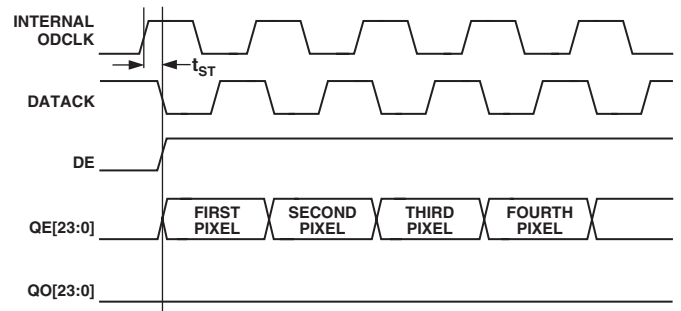 INTERNAL
ODCLK
tST
DATACK
DE
QE[23:0]
FIRST
PIXEL
SECOND
PIXEL
THIRD
PIXEL
FOURTH
PIXEL
QO[23:0]